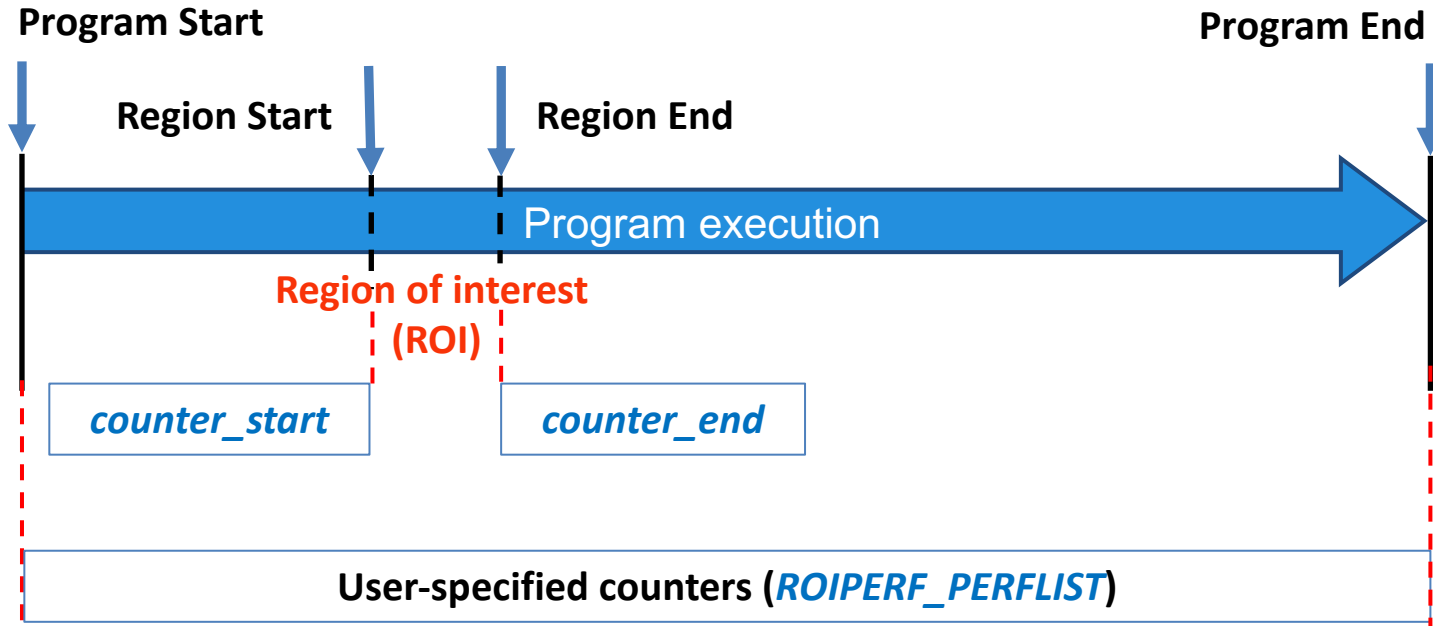 Program Start
Program End
Region Start
Region End
Program execution
Region of interest
(ROI)
counter_start
counter_end
User-specified counters (ROIPERF_PERFLIST)